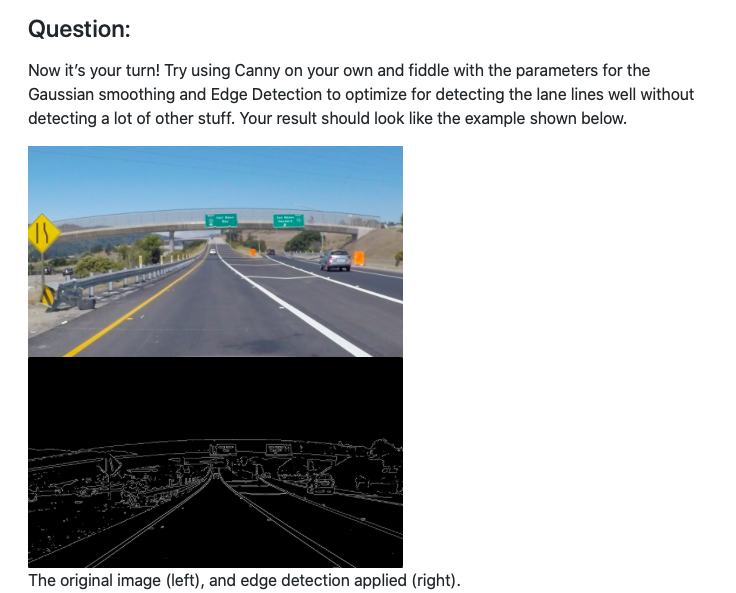 Question:
Now it’s your turn! Try using Canny on your own and fiddle with the parameters for the
Gaussian smoothing and Edge Detection to optimize for detecting the lane lines well without
detecting a lot of other stuff. Your result should look like the example shown below.
The original image (left), and edge detection applied (right).